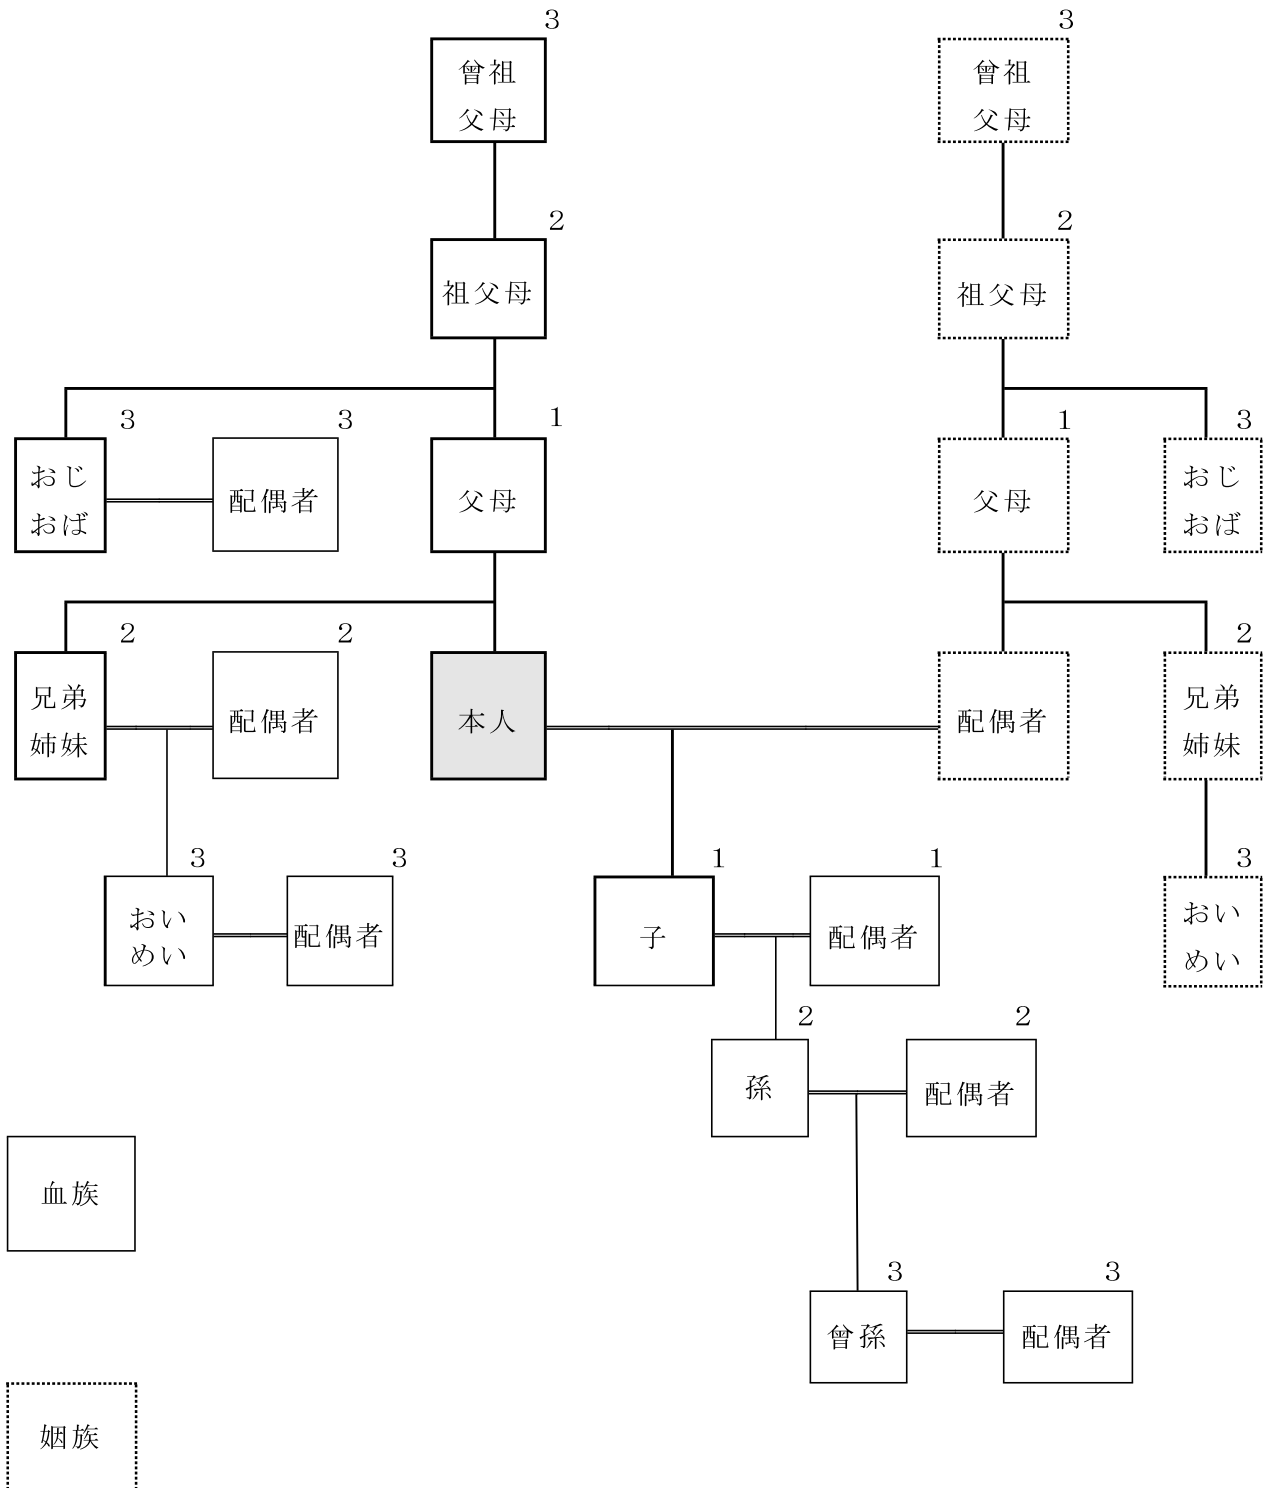 3
3
曾祖
父母
曾祖
父母
2
2
祖父母
祖父母
3
3
1
1
3
おじ
おば
配偶者
父母
父母
おじ
おば
2
2
2
兄弟
姉妹
配偶者
本人
配偶者
兄弟
姉妹
3
3
1
1
3
おい
めい
配偶者
子
配偶者
おい
めい
2
2
孫
配偶者
血族
3
3
曾孫
配偶者
姻族